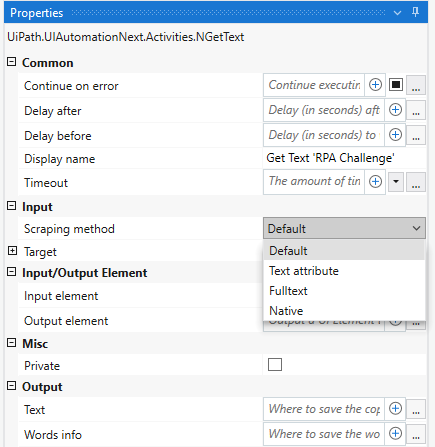 Properties
UiPath.UIAutomationNext.Activities.NGetText
Common
Continue on error Continue executin ...
Delay after Delay (in seconds) aft ...
Delay before Delay (in seconds) to ...
Display name Get Text 'RPA Challenge'
Timeout The amount of tin ...
Input
Scraping method Default
Target Default
Text attribute
Input/Output Element Fulltext
Input element Native
Output element ...
Misc
Private
Output
Text Where to save the cop ...
Words info Where to save the wo ...